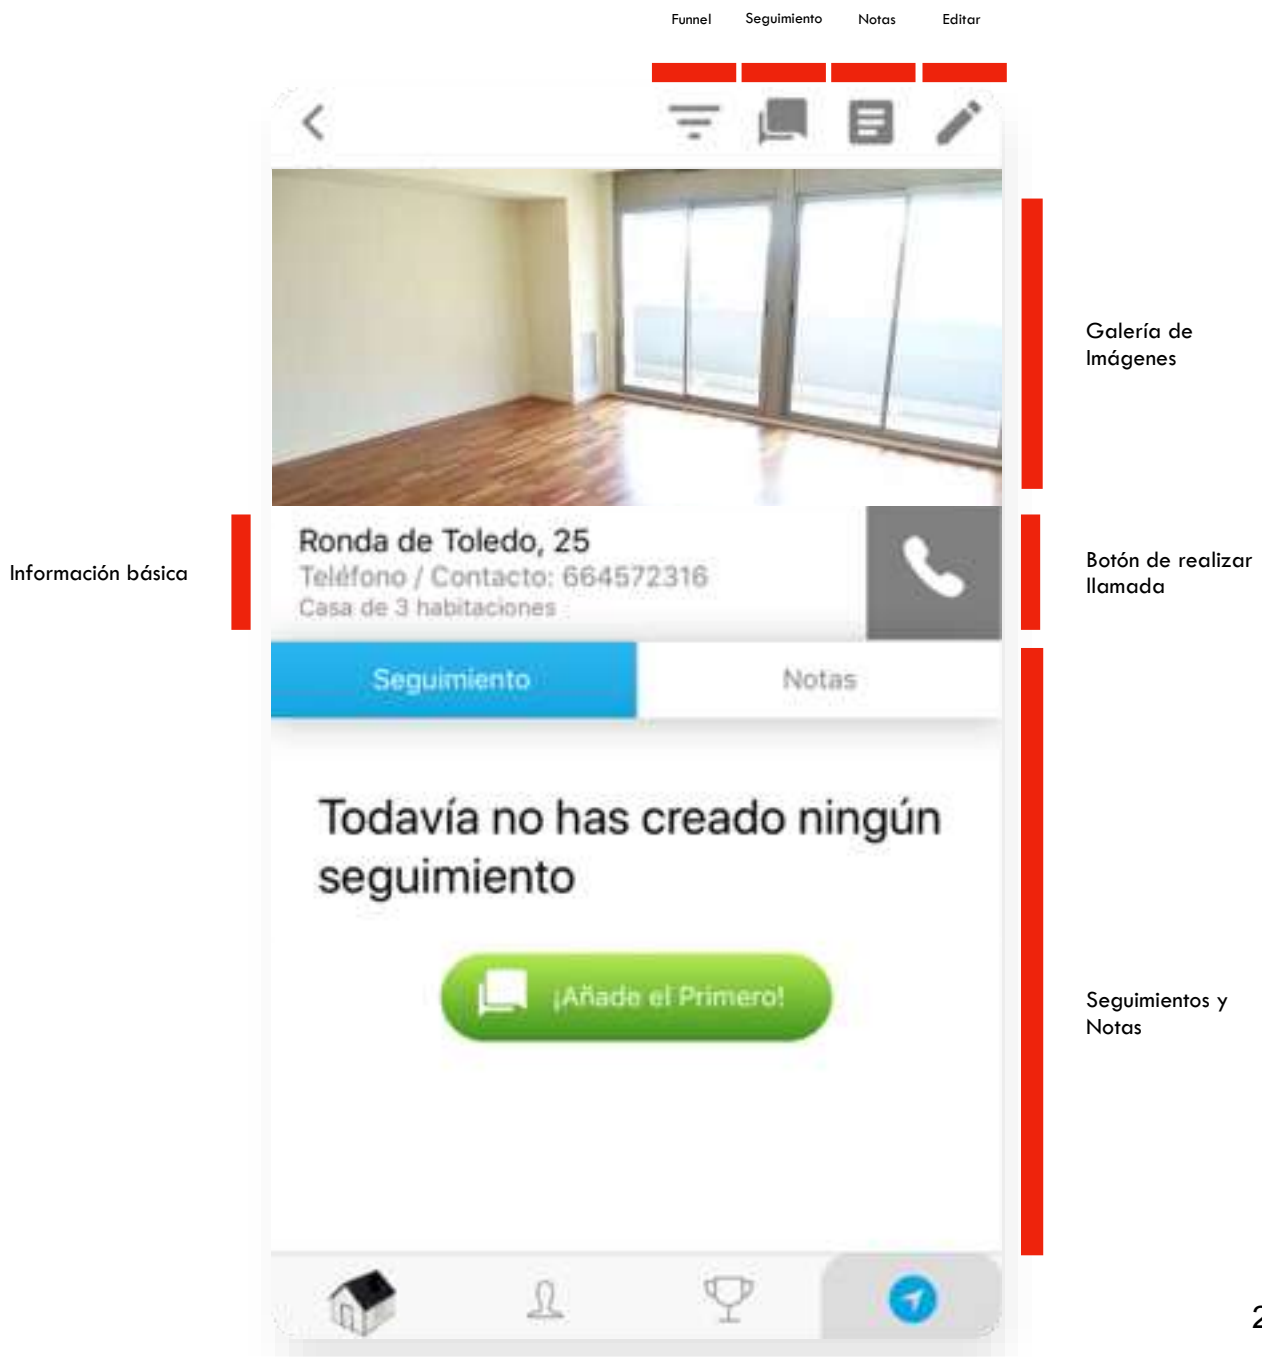 Funnel
Seguimiento
Notas
Editar
Galería de
Imágenes
Ronda de Toledo, 25
Teléfono / Contacto: 664572316
Casa de 3 habitaciones
Información básica
Botón de realizar
llamada
Seguimiento
Notas
Todavía no has creado ningún
seguimiento
¡Añade el Primero!
Seguimientos y
Notas